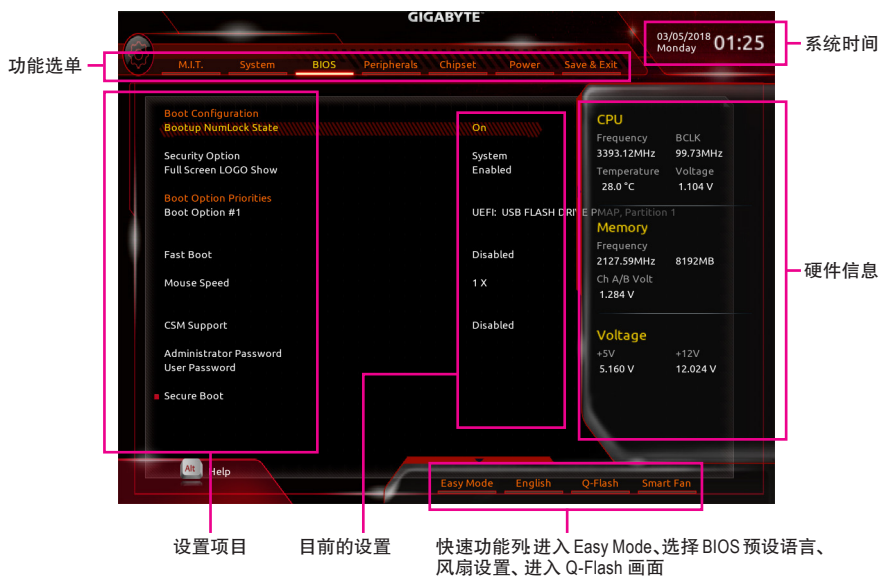 GIGABYTE
03/05/2018
Monday
01:25
系统时间
功能选单
M.I.T.
System
BIOS
Peripherals
Chipset
Power
Save & Exit
Boot Configuration
Bootup NumLock State
On
Security Option
System
Full Screen LOGO Show
Enabled
Boot Option Priorities
Boot Option #1
UEFI: USB FLASH DRIVE PMAP, Partition 1
Fast Boot
Disabled
Mouse Speed
1 X
CSM Support
Disabled
Administrator Password
User Password
Secure Boot
CPU
Frequency
BCLK
3393.12MHz
99.73MHz
Temperature
Voltage
28.0 °C
1.104 V
Memory
Frequency
2127.59MHz
8192MB
Ch A/B Volt
1.284 V
Voltage
+5V
+12V
5.160 V
12.024 V
硬件信息
Alt
Help
Easy Mode
English
Q-Flash
Smart Fan
设置项目
目前的设置
快速功能列:进入 Easy Mode、选择 BIOS 预设语言、
风扇设置、进入 Q-Flash 画面